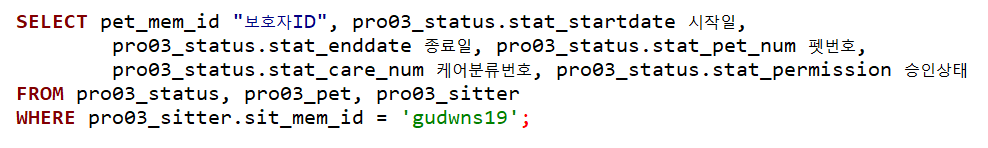 SELECT pet_mem_id "보호자ID", pro03_status.stat_startdate 시작일,
pro03_status.stat_enddate 종료일, pro03_status.stat_pet_num 펫번호,
pro03_status.stat_care_num 케어분류번호, pro03_status.stat_permission 승인상태
FROM pro03_status, pro03_pet, pro03_sitter
WHERE pro03_sitter.sit_mem_id = 'gudwns19';